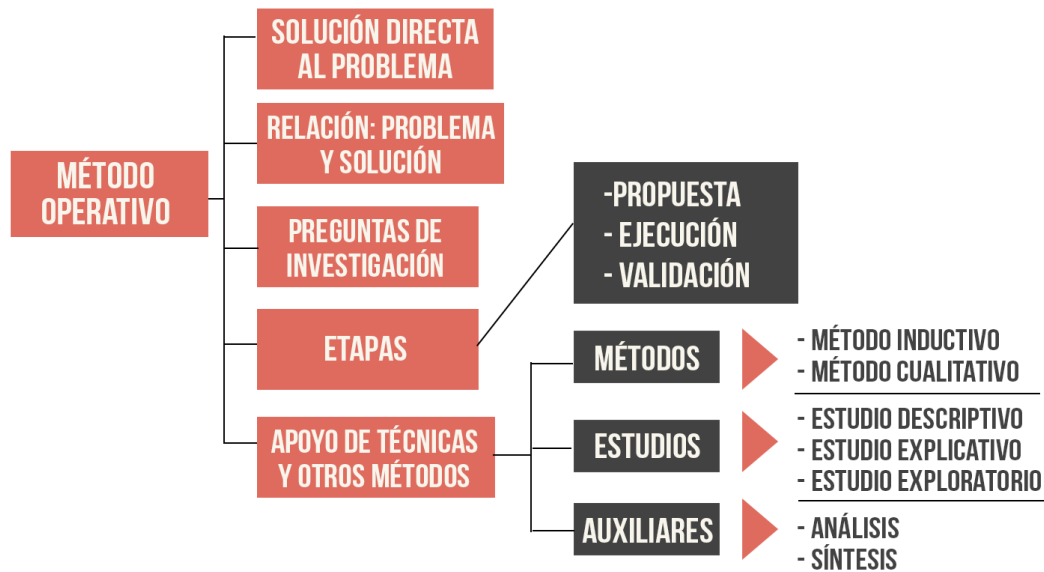 MÉTODO
OPERATIVO
SOLUCIÓN DIRECTA
AL PROBLEMA
RELACIÓN: PROBLEMA
Y SOLUCIÓN
PREGUNTAS DE
INVESTIGACIÓN
ETAPAS
-PROPUESTA
- EJECUCIÓN
- VALIDACIÓN
APOYO DE TÉCNICAS
Y OTROS MÉTODOS
MÉTODOS
- MÉTODO INDUCTIVO
- MÉTODO CUALITATIVO
ESTUDIOS
- ESTUDIO DESCRIPTIVO
- ESTUDIO EXPLICATIVO
- ESTUDIO EXPLORATORIO
AUXILIARES
- ANÁLISIS
- SÍNTESIS